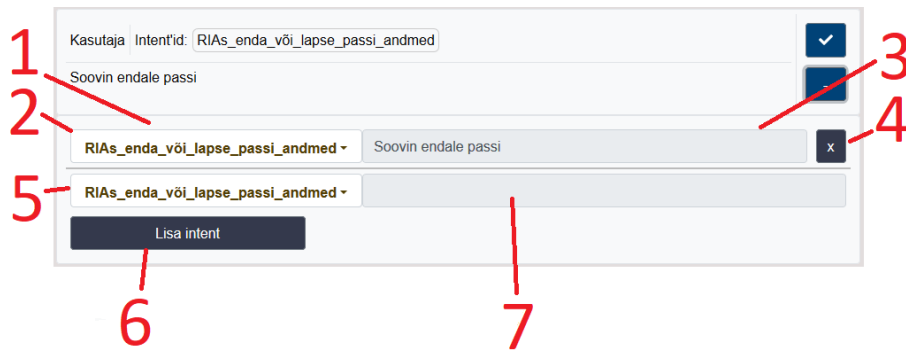 Kasutaja Intent'id: RIAs_enda_või_lapse_passi_andmed
1
3
Soovin endale passi
-
2
4
RIAs_enda_või_lapse_passi_andmed Soovin endale passi x
5
RIAs_enda_või_lapse_passi_andmed
Lisa intent
6
7